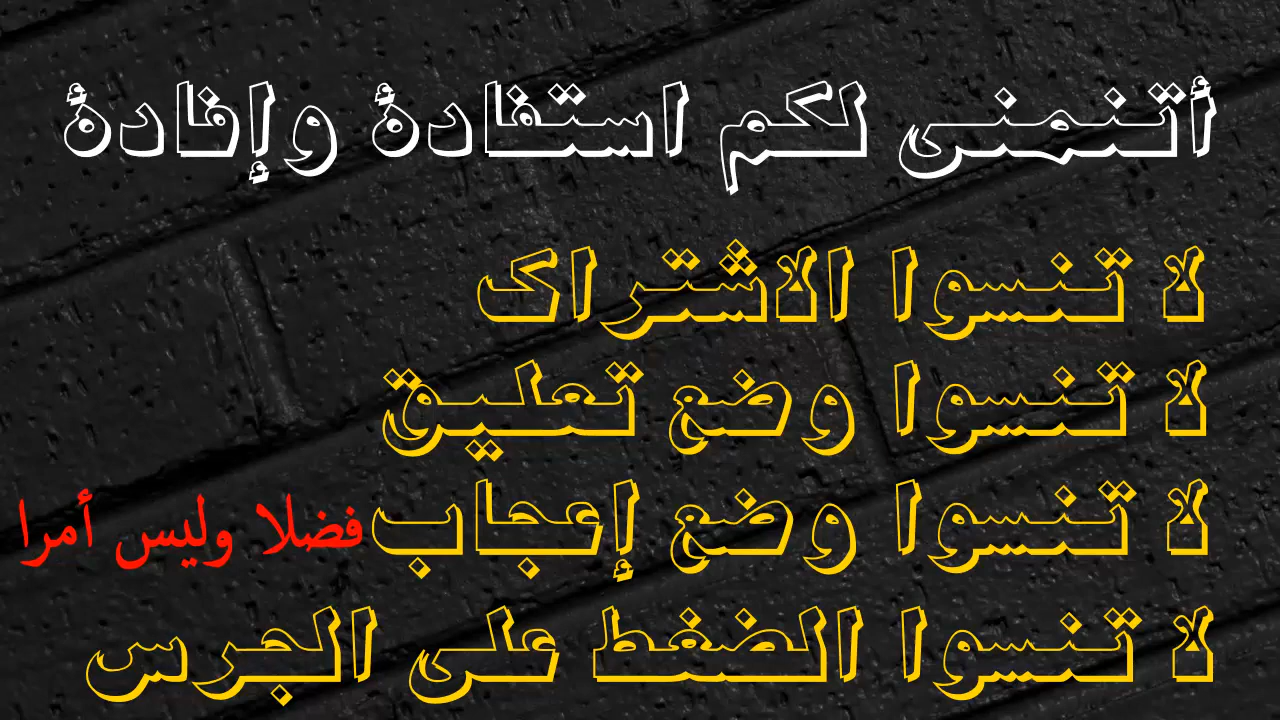 أتنمنى لكم استفادة وإفادة
لا تنسوا الاشتراك
لا تنسوا وضع تعليق
لا تنسوا وضع إعجاب فضلا وليس أمرا
لا تنسوا الضغط على الجرس